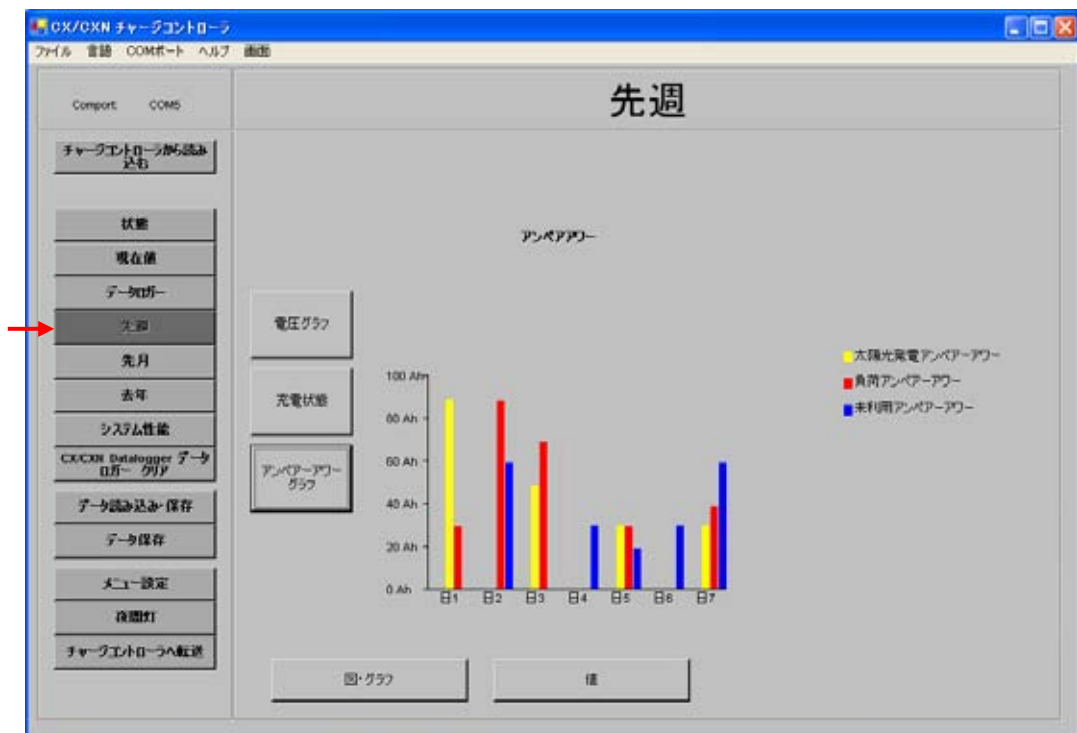 CX/CXN チャージコントローラ
ファイル 言語 COMポート ヘルプ 画面
Comport: COM5
先週
チャージコントローラから読み
込む
状態
現在値
データロガー
先週
先月
去年
システム性能
CX/CXN Datalogger データ
ロガー クリア
データ読み込み・保存
データ保存
メニュー設定
夜間灯
チャージコントローラへ転送
アンペアアワー
電圧グラフ
充電状態
アンペアーアワー
グラフ
100 Ah
80 Ah
60 Ah
40 Ah
20 Ah
0 Ah
日1 日2 日3 日4 日5 日6 日7
太陽光発電アンペアーアワー
負荷アンペアーアワー
未利用アンペアーアワー
図・グラフ
値